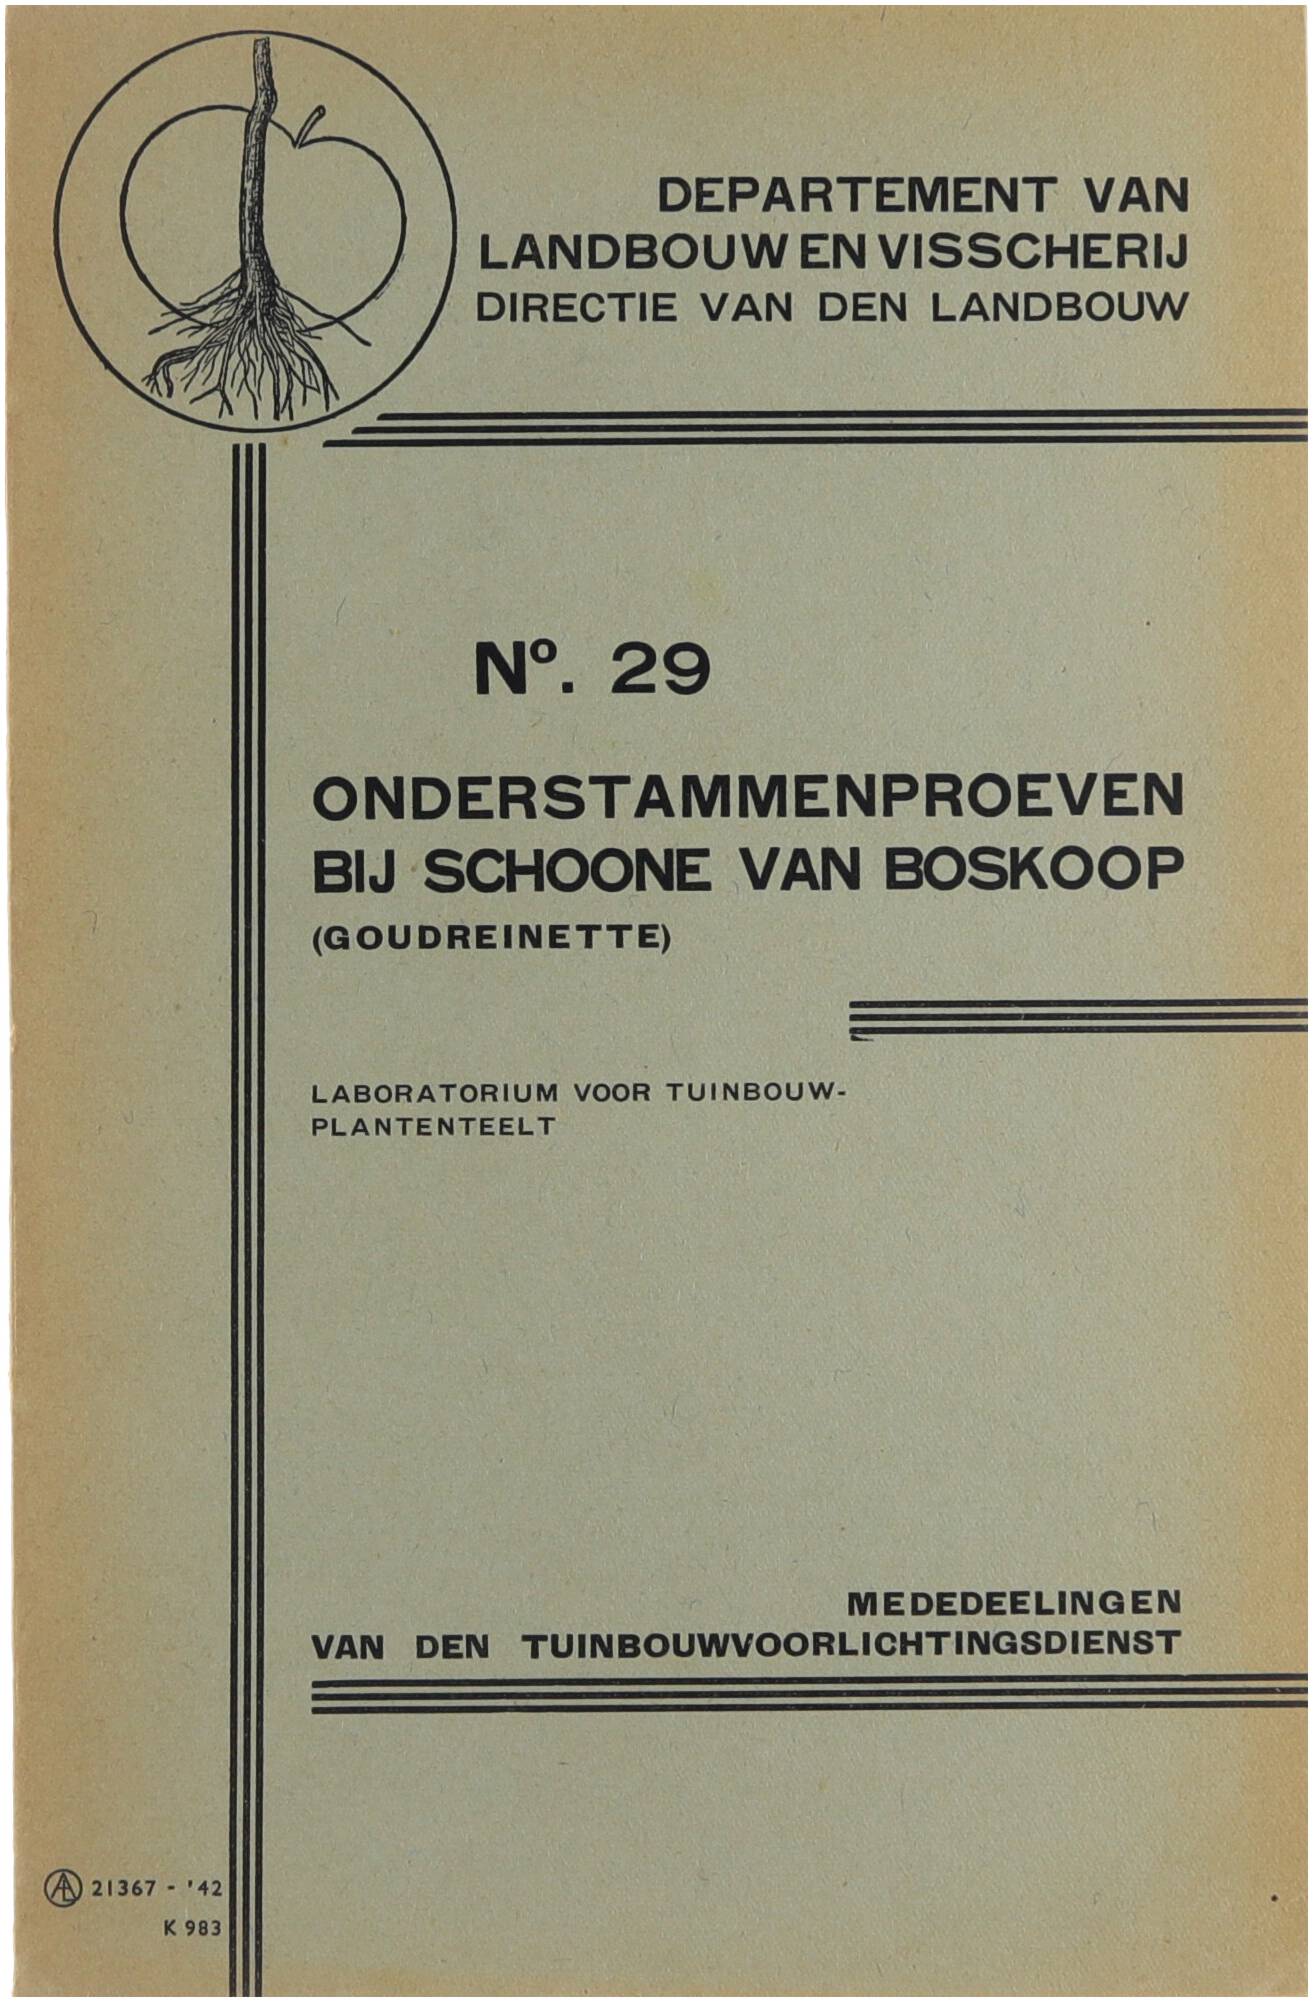 DEPARTEMENT VAN
LANDBOUW EN VISSCHERIJ
DIRECTIE VAN DEN LANDBOUW
Nº. 29
ONDERSTAMMENPROEVEN
BIJ SCHOONE VAN BOSKOOP
(GOUDREINETTE)
LABORATORIUM VOOR TUINBOUW-
PLANTENTEELT
MEDEDEELINGEN
VAN DEN TUINBOUWVOORLICHTINGSDIENST
21367 - '42
K 983